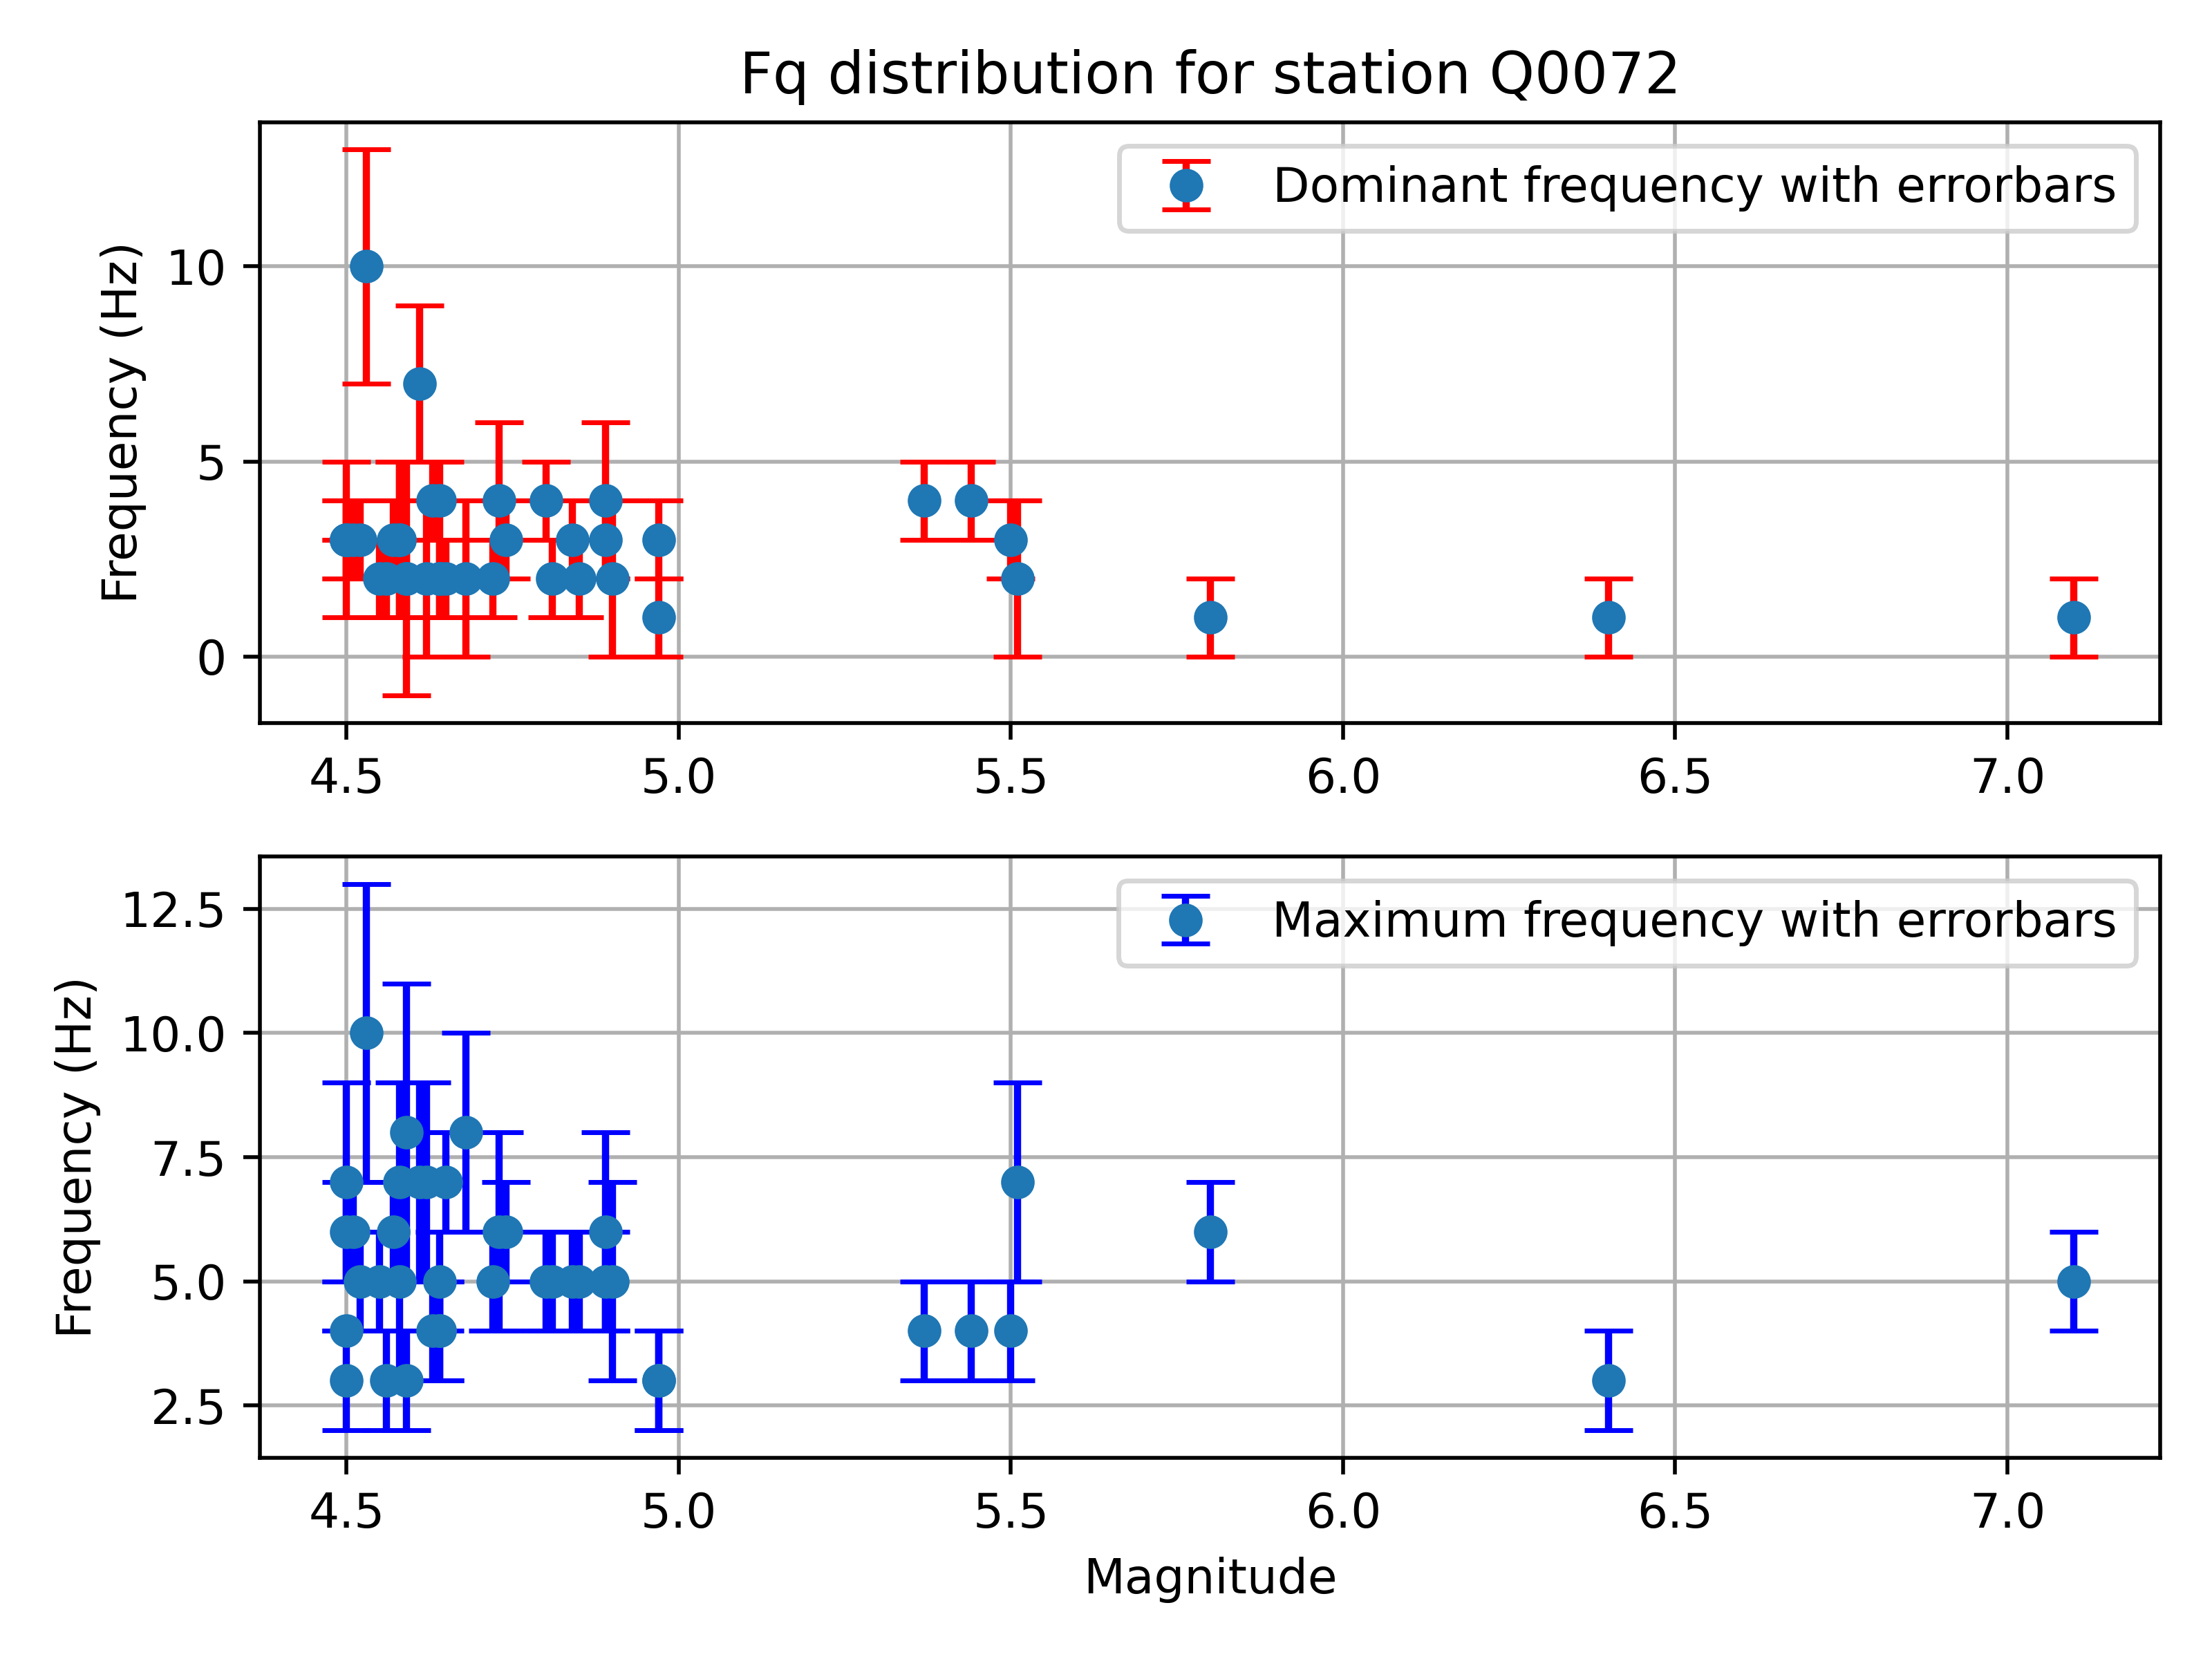 Fq distribution for station Q0072
Dominant frequency with errorbars
Frequency (Hz)
10
5
0
4.5 5.0 5.5 6.0 6.5 7.0
Maximum frequency with errorbars
Frequency (Hz)
12.5
10.0
7.5
5.0
2.5
4.5 5.0 5.5 6.0 6.5 7.0
Magnitude